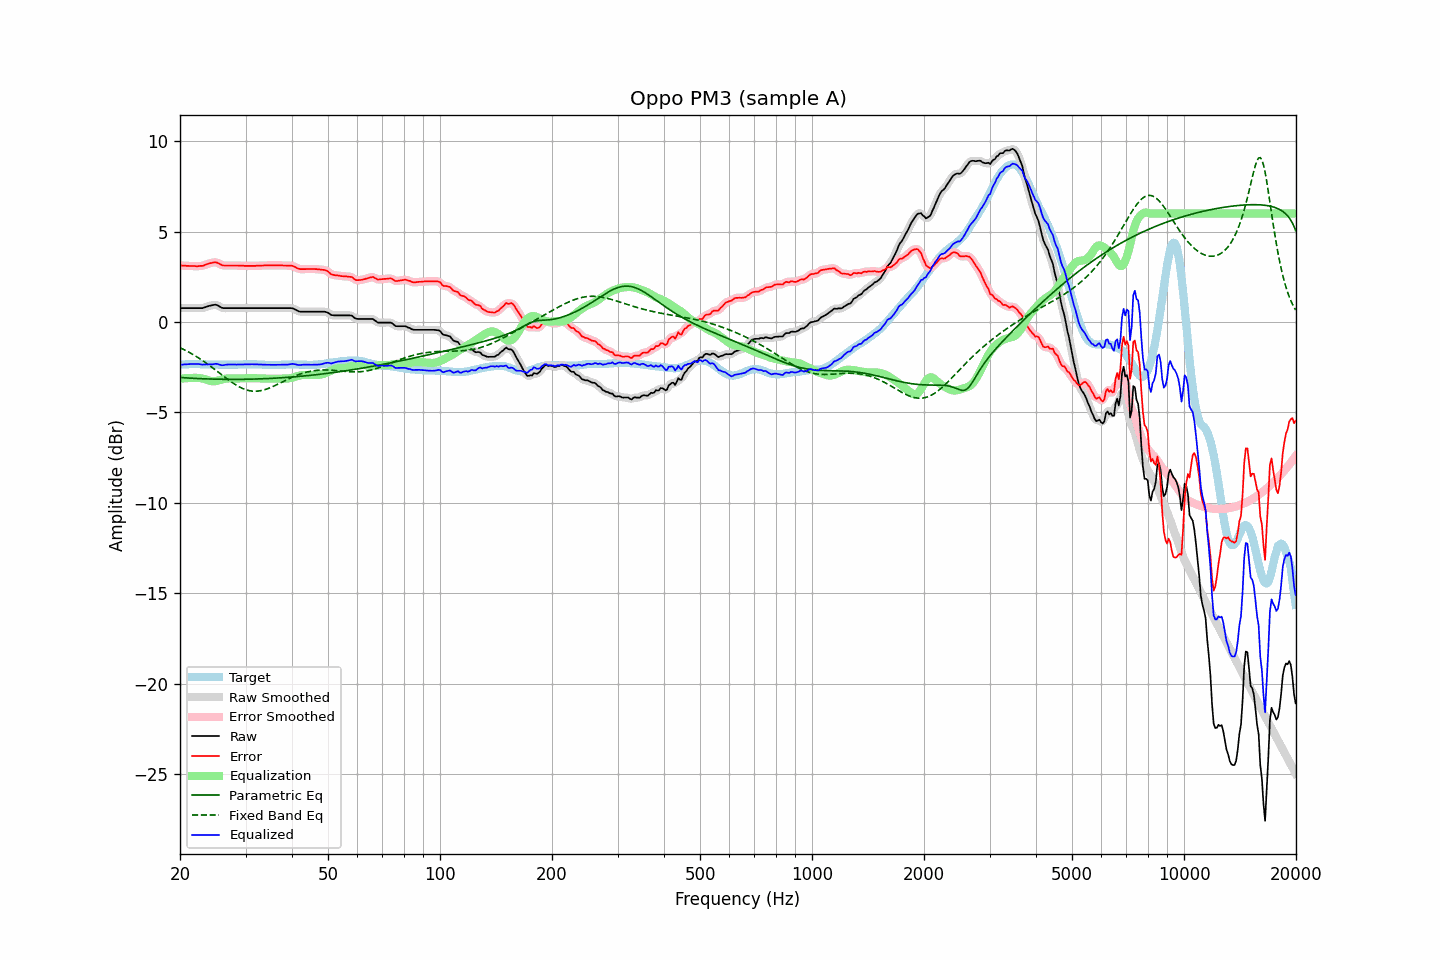 Oppo PM3 (sample A)
10
5
0
−5
−10
−15
−20
−25
Amplitude (dBr)
Target
Raw Smoothed
Error Smoothed
Raw
Error
Equalization
Parametric Eq
Fixed Band Eq
Equalized
20 50 100 200 500 1000 2000 5000 10000 20000
Frequency (Hz)